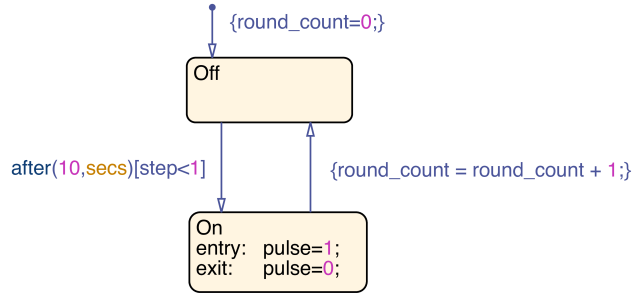 {round_count=0;}
Off
after(10,secs)[step<1]
{round_count = round_count + 1;}
On
entry: pulse=1;
exit: pulse=0;